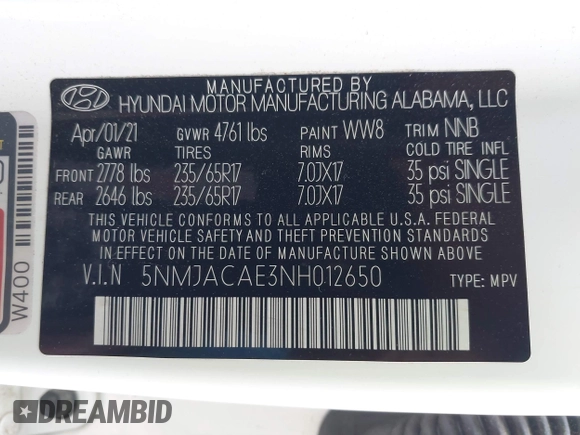 MANUFACTURED BY
HYUNDAI MOTOR MANUFACTURING ALABAMA, LLC
Apr/01/21 GVWR 4761 lbs PAINT WW8 TRIM NNB
GAWR TIRES RIMS COLD TIRE INFL
FRONT 2778 lbs 235/65R17 7.0JX17 35 psi SINGLE
REAR 2646 lbs 235/65R17 7.0JX17 35 psi SINGLE
THIS VEHICLE CONFORMS TO ALL APPLICABLE U.S.A. FEDERAL
MOTOR VEHICLE SAFETY AND THEFT PREVENTION STANDARDS
IN EFFECT ON THE DATE OF MANUFACTURE SHOWN ABOVE.
V.I.N 5NMJACAE3NH012650 TYPE: MPV
W400
DREAMBID